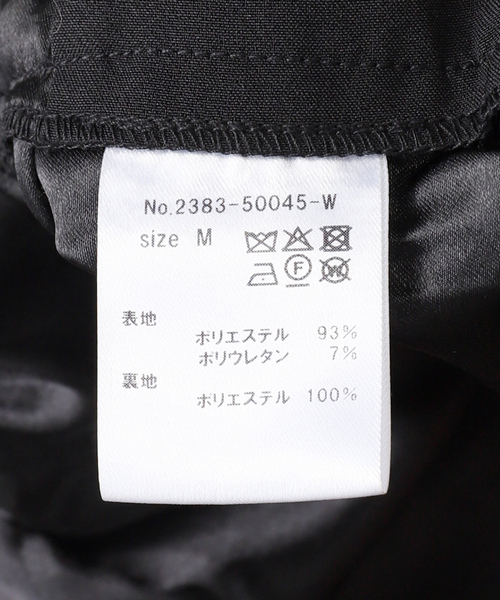 No.2383-50045-W
size M
F
W
表地
ポリエステル 93%
ポリウレタン 7%
裏地
ポリエステル 100%